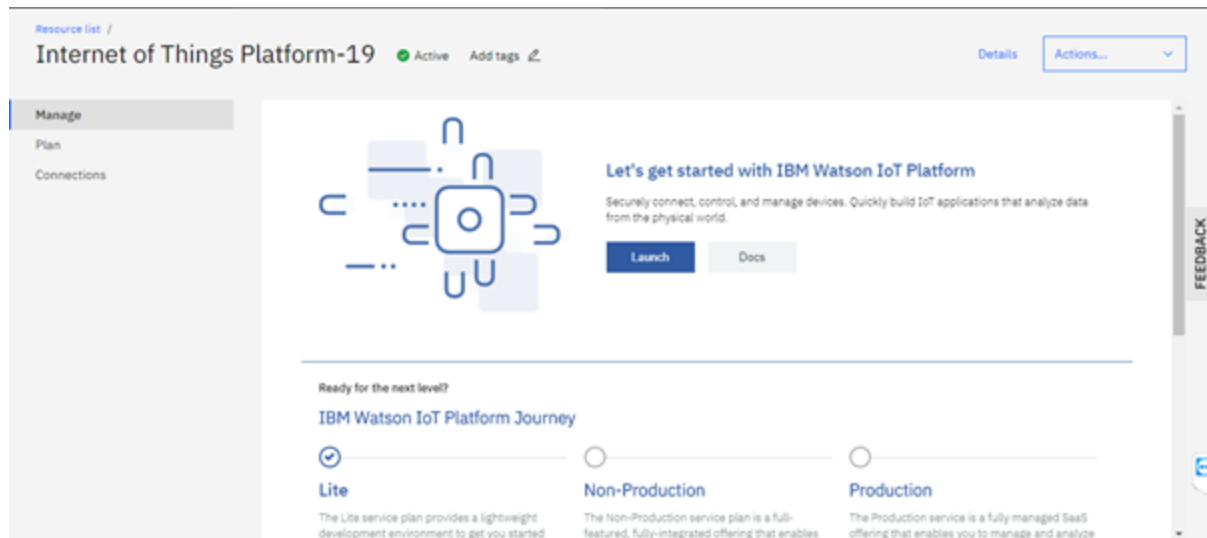 Resource list /
Internet of Things Platform-19 Active Add tags
Details
Actions...
Manage
Plan
Connections
Let's get started with IBM Watson IoT Platform
Securely connect, control, and manage devices. Quickly build IoT applications that analyze data
from the physical world.
Launch Docs
FEEDBACK
Ready for the next level?
IBM Watson IoT Platform Journey
Lite Non-Production Production
The Lite service plan provides a lightweight
development environment to get you started
The Non-Production service plan is a full-
featured, fully-integrated offering that enables
The Production service is a fully managed SaaS
offering that enables you to manage and analyze